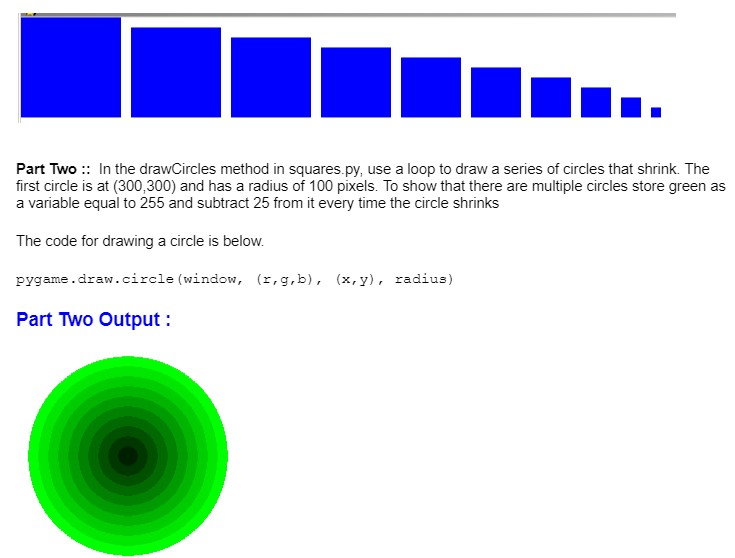 Part Two :: In the drawCircles method in squares.py, use a loop to draw a series of circles that shrink. The
first circle is at (300,300) and has a radius of 100 pixels. To show that there are multiple circles store green as
a variable equal to 255 and subtract 25 from it every time the circle shrinks
The code for drawing a circle is below.
pygame.draw.circle(window, (r,g,b), (x,y), radius)
Part Two Output :